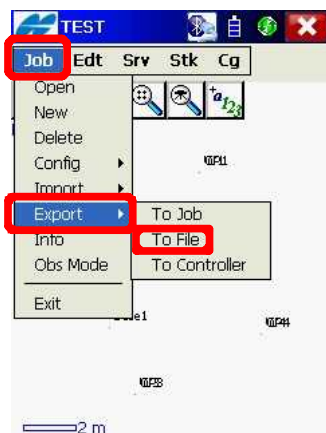 TEST
Job Edt Srv Stk Cg
Open
New
Delete
Config
Import
Export
To Job
Info
To File
Obs Mode
To Controller
Exit
2 m